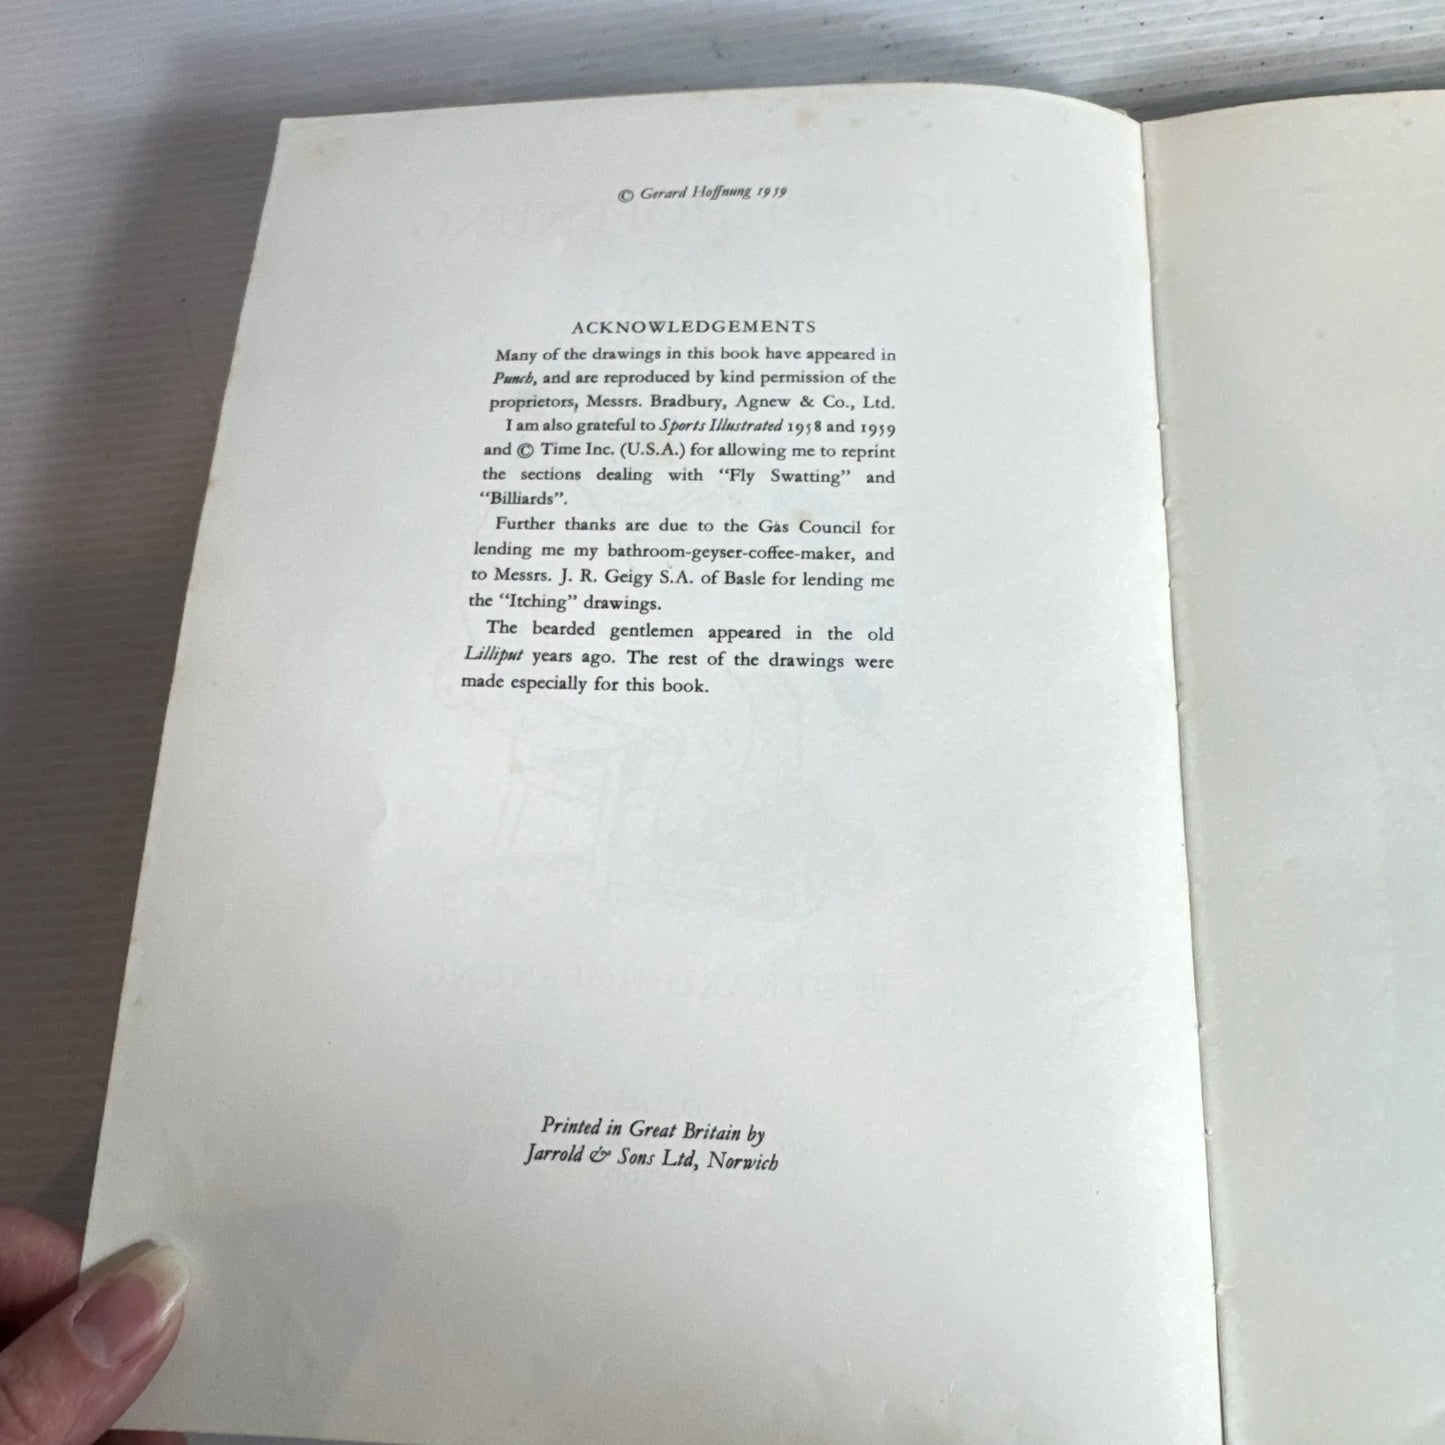 © Gerard Hoffnung 1959
ACKNOWLEDGEMENTS
Many of the drawings in this book have appeared in
Punch, and are reproduced by kind permission of the
proprietors, Messrs. Bradbury, Agnew & Co., Ltd.
I am also grateful to Sports Illustrated 1958 and 1959
and © Time Inc. (U.S.A.) for allowing me to reprint
the sections dealing with “Fly Swatting” and
“Billiards”.
Further thanks are due to the Gas Council for
lending me my bathroom-geyser-coffee-maker, and
to Messrs. J. R. Geigy S.A. of Basle for lending me
the “Itching” drawings.
The bearded gentlemen appeared in the old
Lilliput years ago. The rest of the drawings were
made especially for this book.
Printed in Great Britain by
Jarrold & Sons Ltd, Norwich